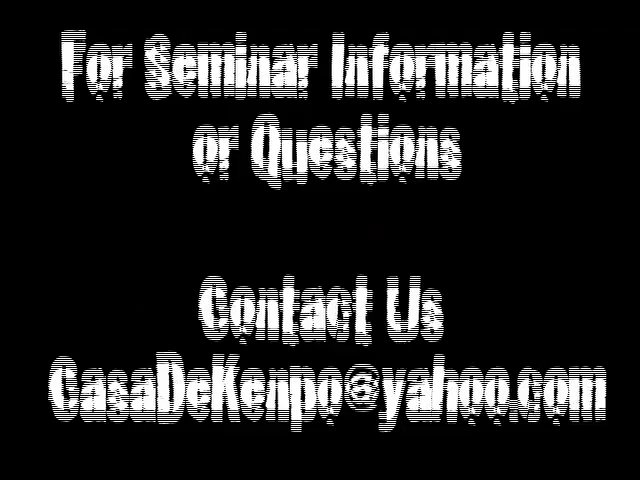 For Seminar Information
or Questions
Contact Us
CasaDeKenpo@yahoo.com